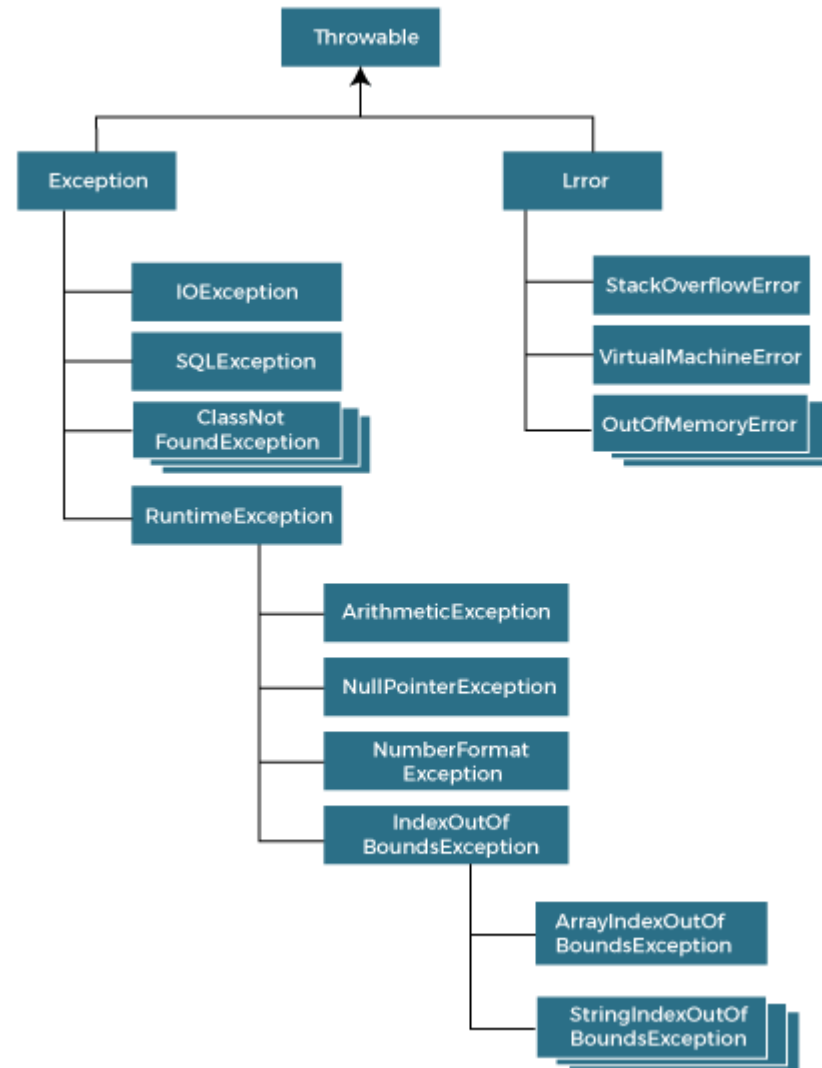 Throwable
Exception
Lrror
IOException
SQLException
ClassNot
FoundException
RuntimeException
StackOverflowError
VirtualMachineError
OutOfMemoryError
ArithmeticException
NullPointerException
NumberFormat
Exception
IndexOutOf
BoundsException
ArrayIndexOutOf
BoundsException
StringIndexOutOf
BoundsException